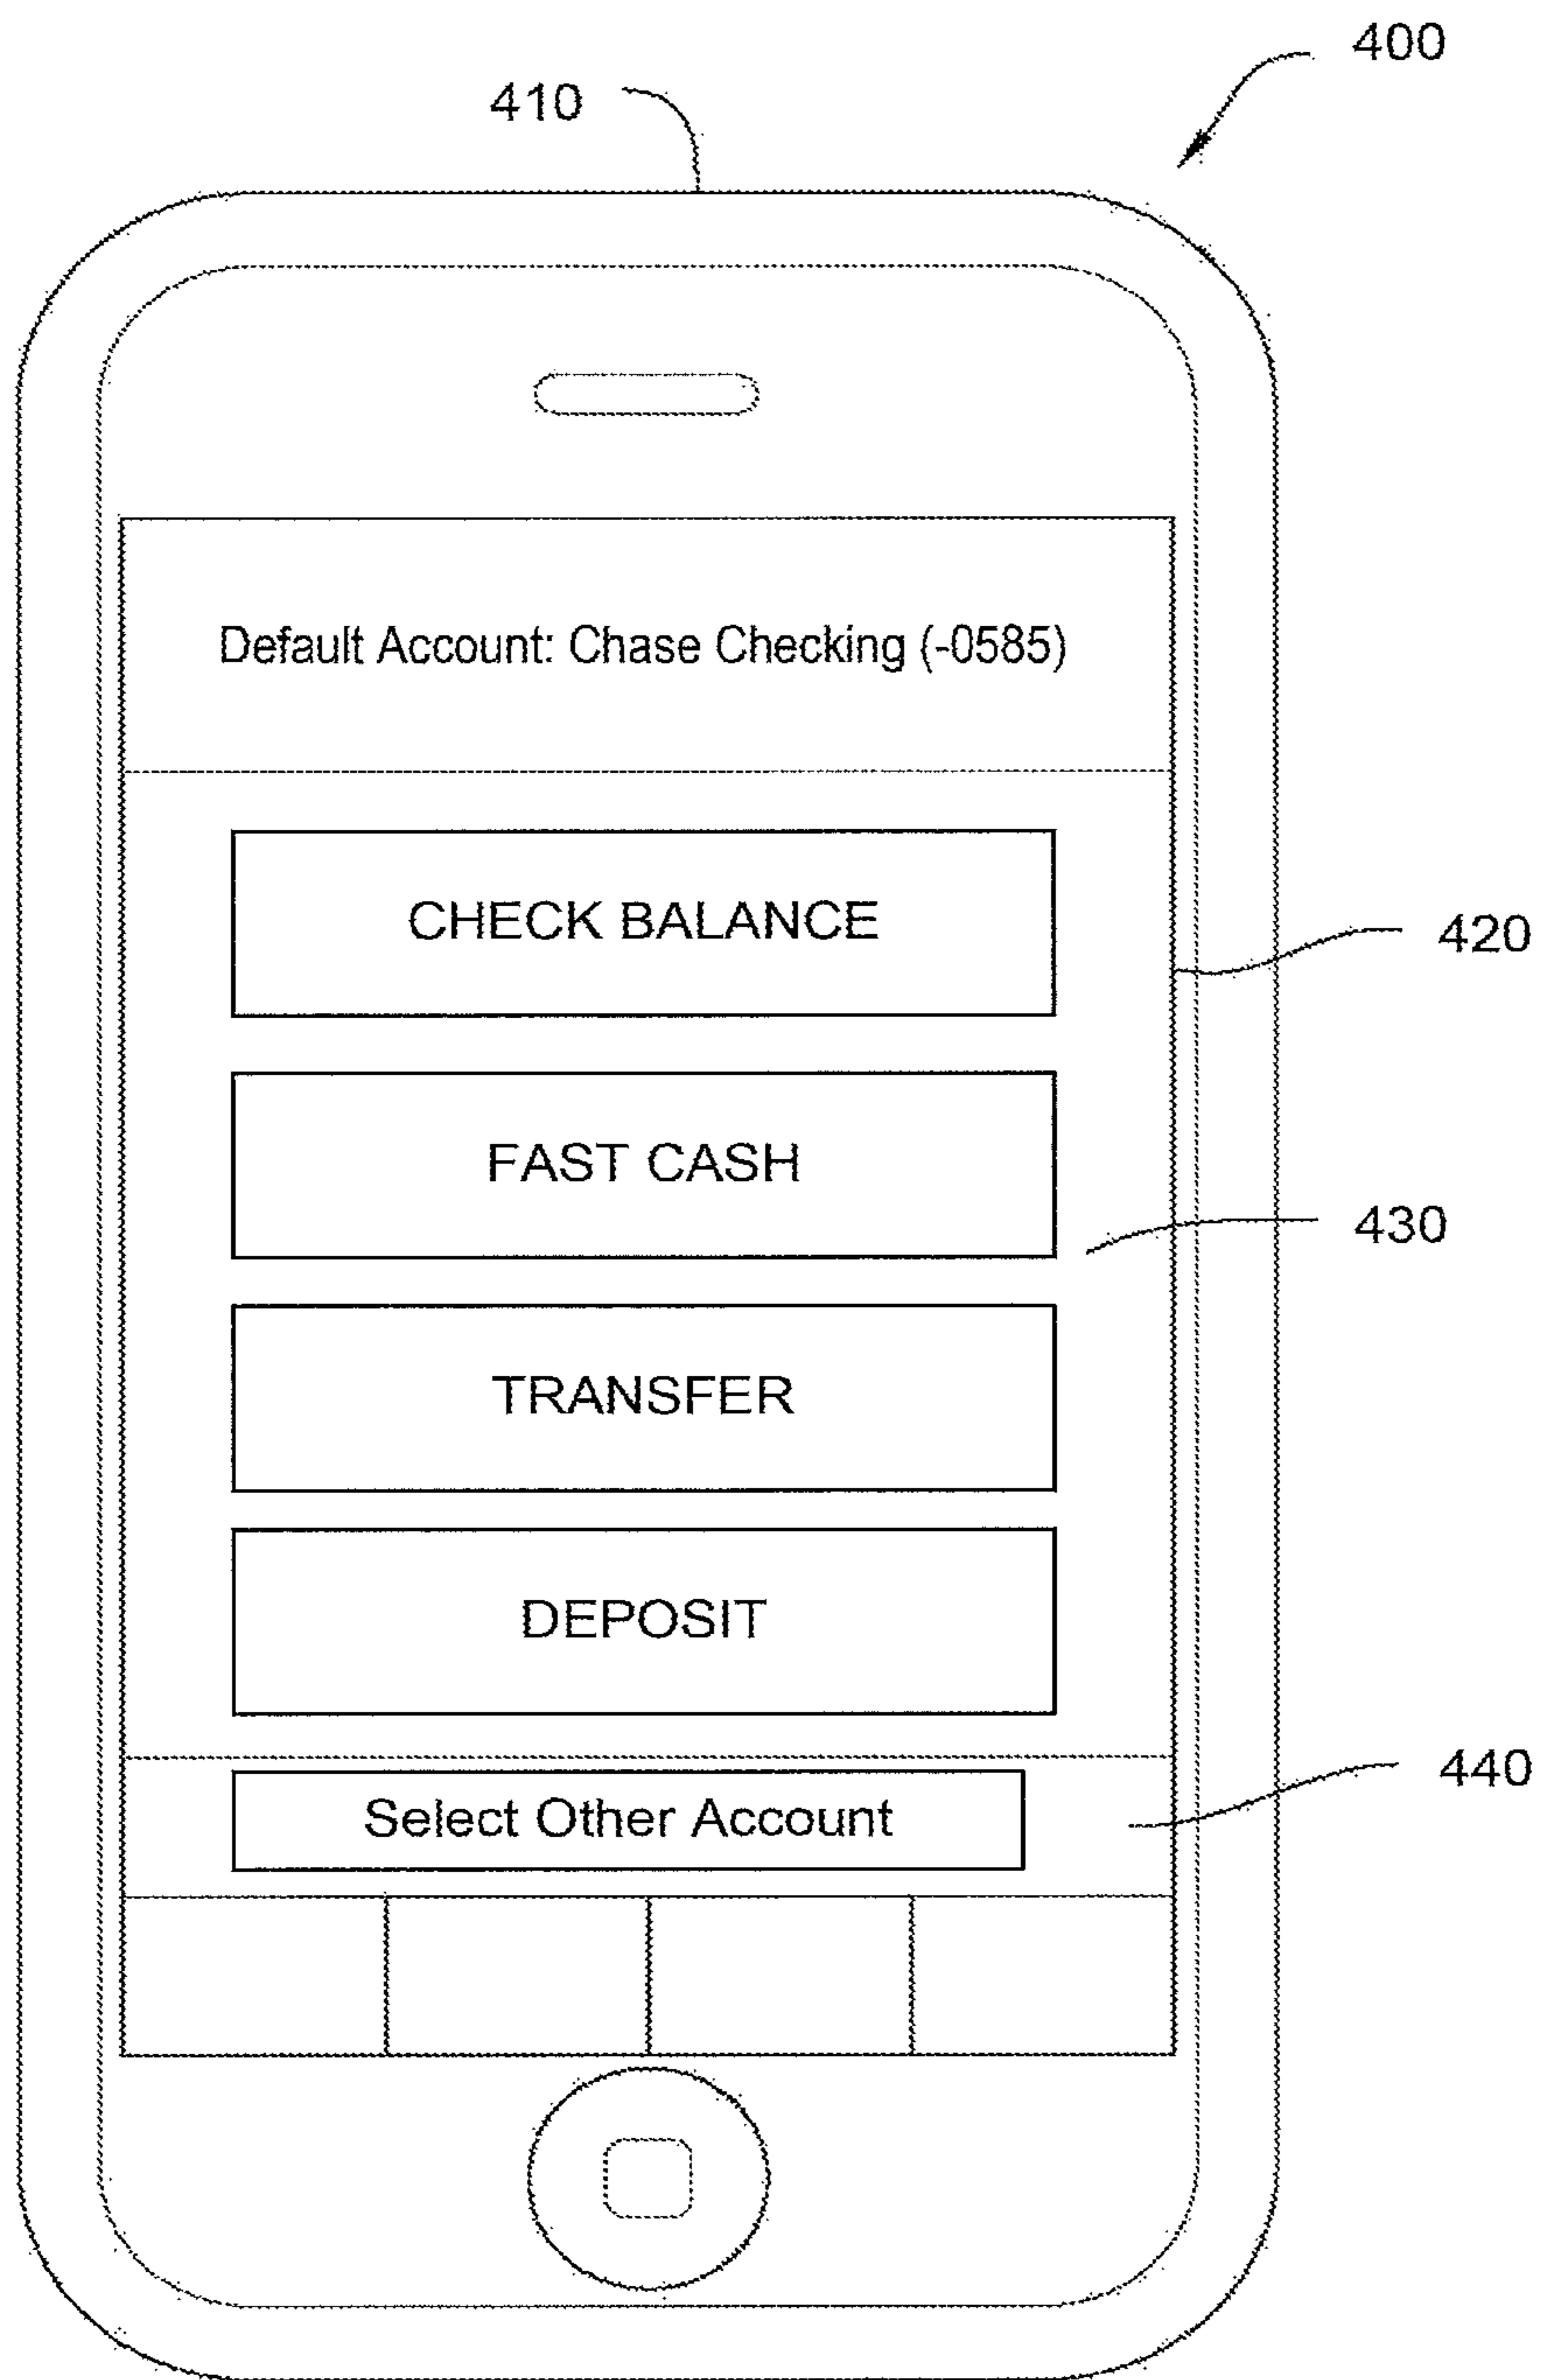 400
410
Default Account: Chase Checking (-0585)
CHECK BALANCE
420
FAST CASH
430
TRANSFER
DEPOSIT
440
Select Other Account